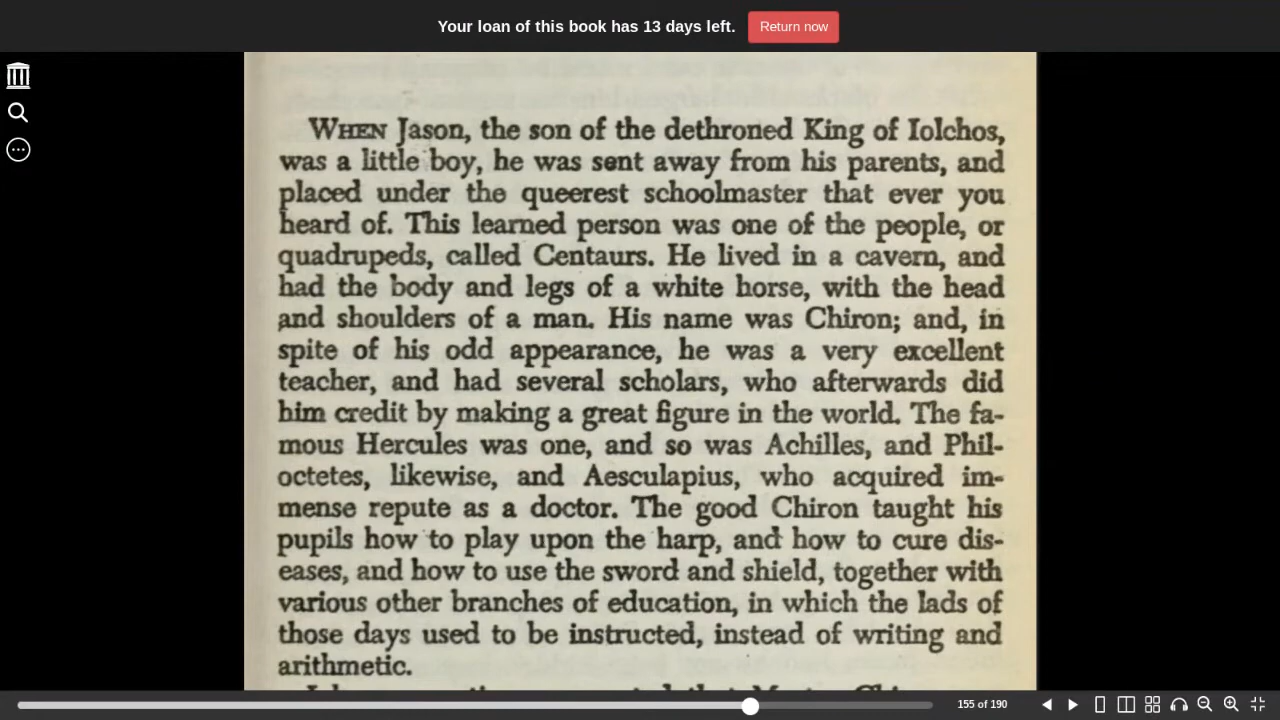 Your loan of this book has 13 days left. Return now
When Jason, the son of the dethroned King of Iolchos,
was a little boy, he was sent away from his parents, and
placed under the queerest schoolmaster that ever you
heard of. This learned person was one of the people, or
quadrupeds, called Centaurs. He lived in a cavern, and
had the body and legs of a white horse, with the head
and shoulders of a man. His name was Chiron; and, in
spite of his odd appearance, he was a very excellent
teacher, and had several scholars, who afterwards did
him credit by making a great figure in the world. The fa-
mous Hercules was one, and so was Achilles, and Phil-
octetes, likewise, and Aesculapius, who acquired im-
mense repute as a doctor. The good Chiron taught his
pupils how to play upon the harp, and how to cure dis-
eases, and how to use the sword and shield, together with
various other branches of education, in which the lads of
those days used to be instructed, instead of writing and
arithmetic.
155 of 190